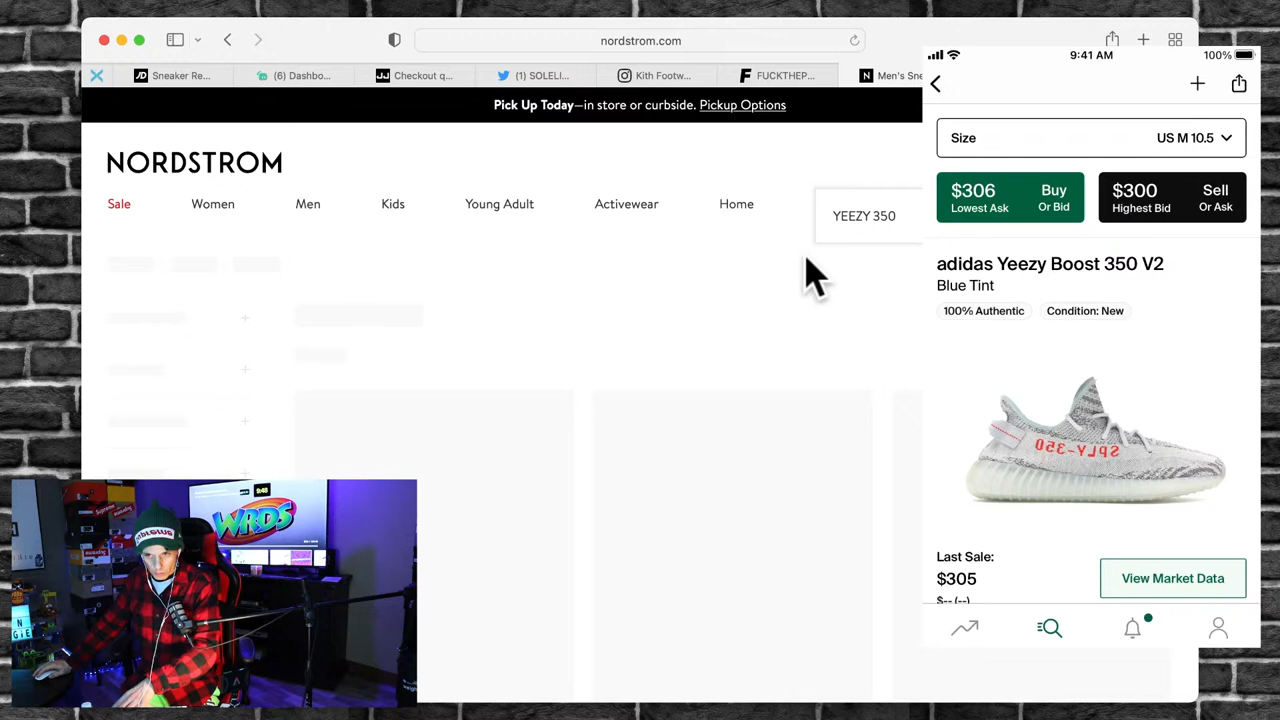 nordstrom.com
Sneaker Re...
(6) Dashbo...
Checkout q...
(1) SOLELI...
Kith Footw...
FUCKTHEP...
Men's Sne
Pick Up Today—in store or curbside. Pickup Options
NORDSTROM
Sale Women Men Kids Young Adult Activewear Home
YEEZY 350
9:41 AM
100%
Size US M 10.5
$306 Buy
Lowest Ask Or Bid
$300 Sell
Highest Bid Or Ask
adidas Yeezy Boost 350 V2
Blue Tint
100% Authentic Condition: New
SPLY-350
Last Sale:
$305
$-- (--)
View Market Data
9:48
WRDS
Supreme